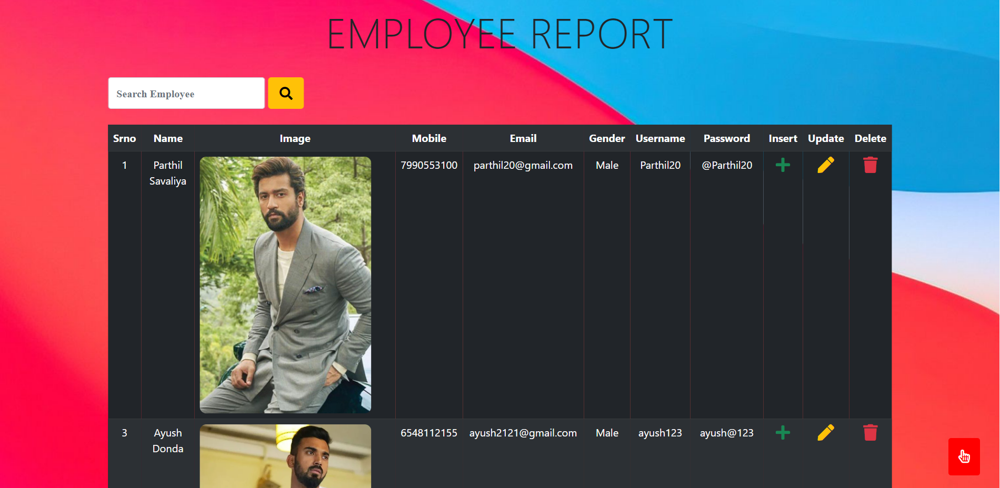 EMPLOYEE REPORT
Search Employee
Srno Name Image Mobile Email Gender Username Password Insert Update Delete
1 Parthil 7990553100 parthil20@gmail.com Male Parthil20 @Parthil20
Savaliya
3 Ayush 6548112155 ayush2121@gmail.com Male ayush123 ayush@123
Donda